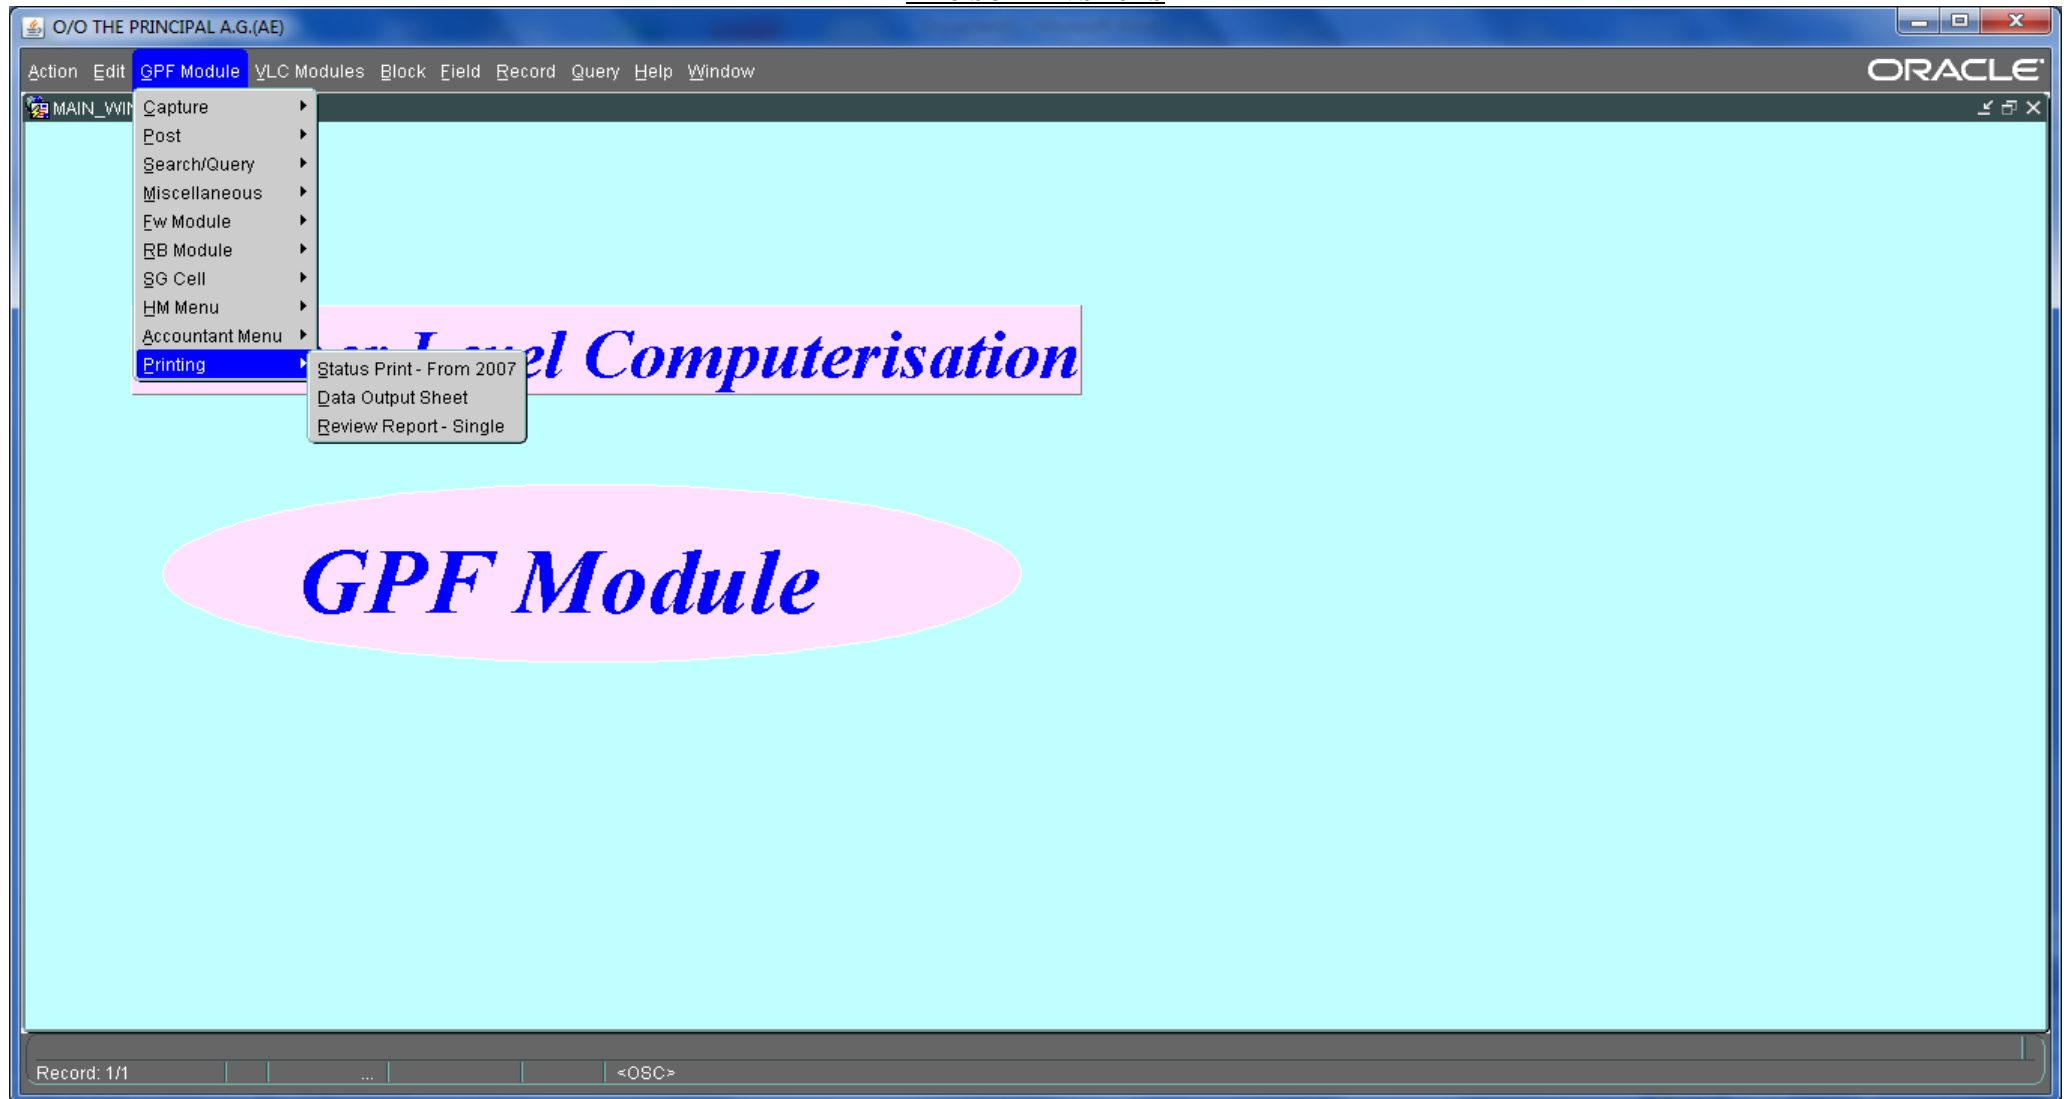 O/O THE PRINCIPAL A.G.(AE)
Action Edit GPF Module VLC Modules Block Field Record Query Help Window
ORACLE
MAIN_WIN
Capture
Post
Search/Query
Miscellaneous
Fw Module
RB Module
SG Cell
HM Menu
Accountant Menu
Printing
Status Print - From 2007
Data Output Sheet
Review Report - Single
Computerisation
GPF Module
Record: 1/1 ... <OSC>